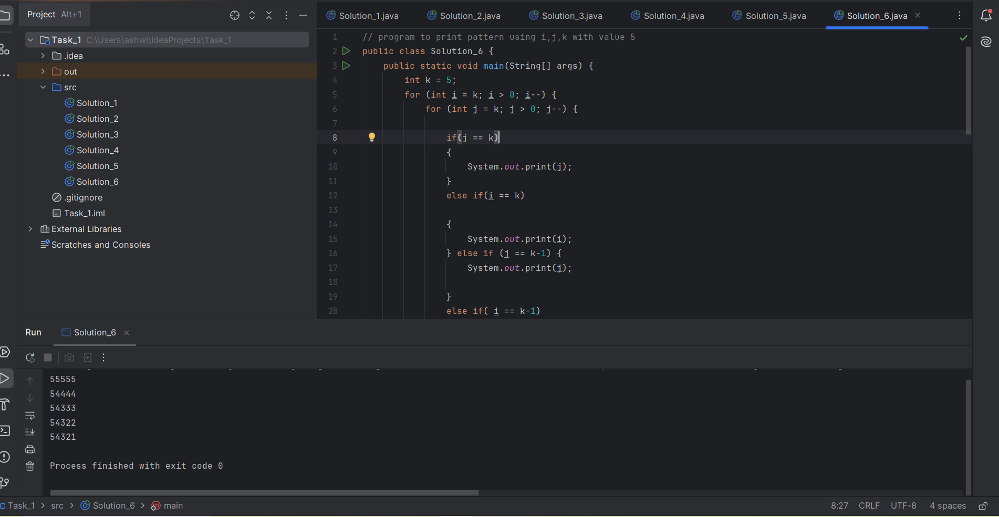 Project Alt+1
Task_1 C:\Users\ashwi\IdeaProjects\Task_1
.idea
out
src
Solution_1
Solution_2
Solution_3
Solution_4
Solution_5
Solution_6
.gitignore
Task_1.iml
External Libraries
Scratches and Consoles
Solution_1.java Solution_2.java Solution_3.java Solution_4.java Solution_5.java Solution_6.java
1 // program to print pattern using i,j,k with value 5
2 public class Solution_6 {
3 public static void main(String[] args) {
4 int k = 5;
5 for (int i = k; i > 0; i--) {
6 for (int j = k; j > 0; j--) {
7
8 if(j == k)
9 {
10 System.out.print(j);
11 }
12 else if(i == k)
13
14 {
15 System.out.print(i);
16 } else if (j == k-1) {
17 System.out.print(j);
18
19 }
20 else if( i == k-1)
Run Solution_6
55555
54444
54333
54322
54321
Process finished with exit code 0
Task_1 > src > Solution_6 > main
8:27 CRLF UTF-8 4 spaces